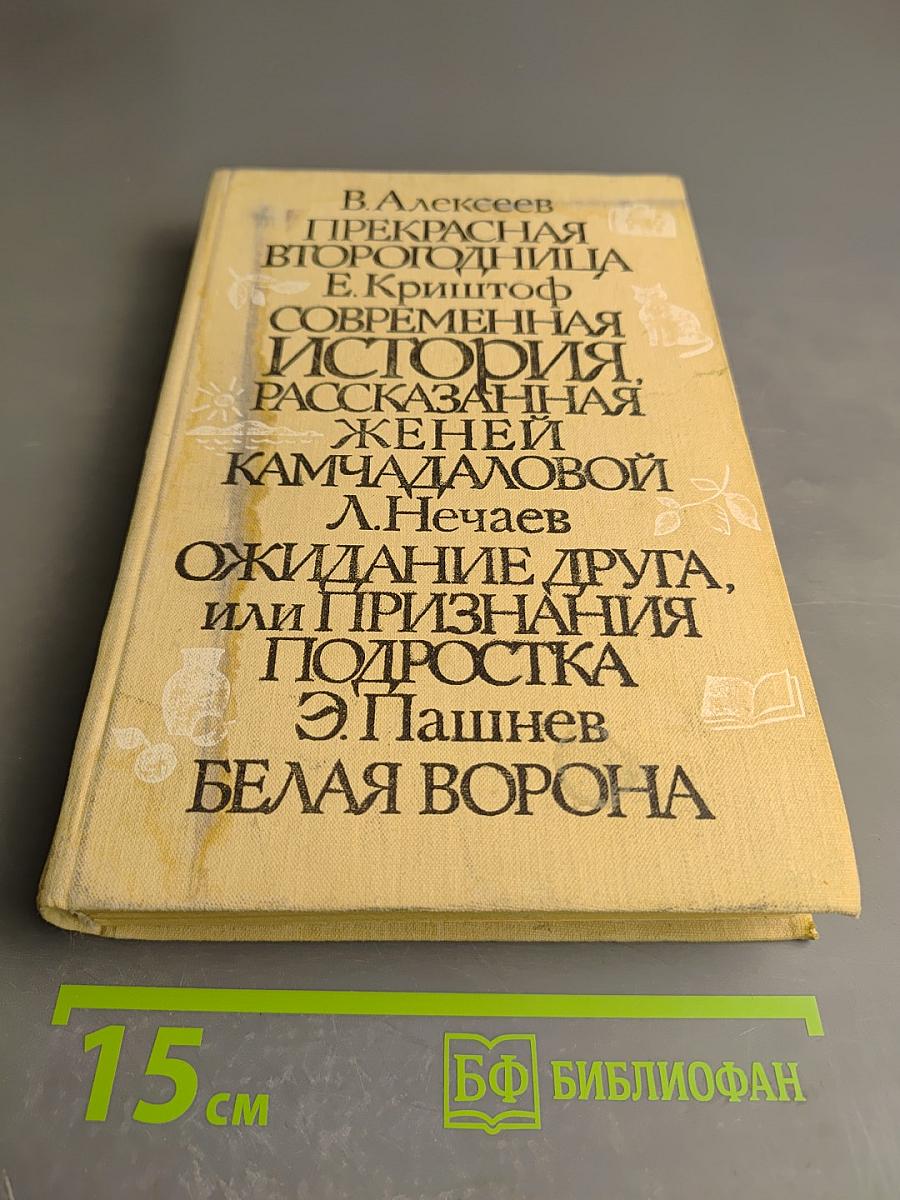 В. Алексеев
ПРЕКРАСНАЯ
ВТОРОГОДНИЦА
Е. Криштоф
СОВРЕМЕННАЯ
ИСТОРИЯ,
РАССКАЗАННАЯ
ЖЕНЕЙ
КАМЧАДАЛОВОЙ
Л. Нечаев
ОЖИДАНИЕ ДРУГА,
или ПРИЗНАНИЯ
ПОДРОСТКА
Э. Пашнев
БЕЛАЯ ВОРОНА
15 см
БФ БИБЛИОФАН